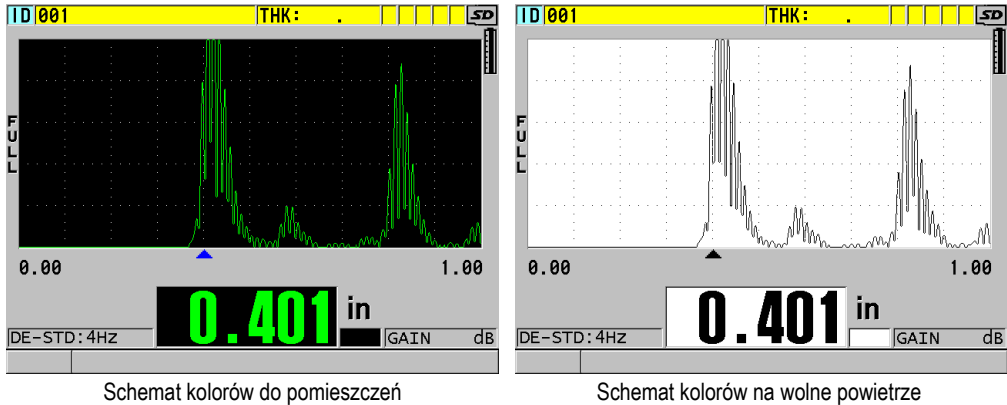 ID 001 THK: . SD
FULL
0.00 1.00
0.401 in
DE-STD:4Hz GAIN dB
Schemat kolorów do pomieszczeń
ID 001 THK: . SD
FULL
0.00 1.00
0.401 in
DE-STD:4Hz GAIN dB
Schemat kolorów na wolne powietrze